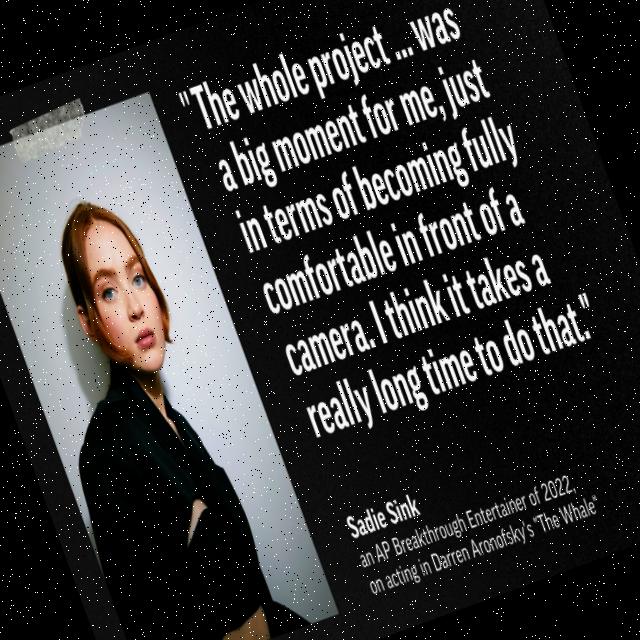 "The whole project ... was
a big moment for me, just
in terms of becoming fully
comfortable in front of a
camera. I think it takes a
really long time to do that."
Sadie Sink
an AP Breakthrough Entertainer of 2022,
on acting in Darren Aronofsky's "The Whale"